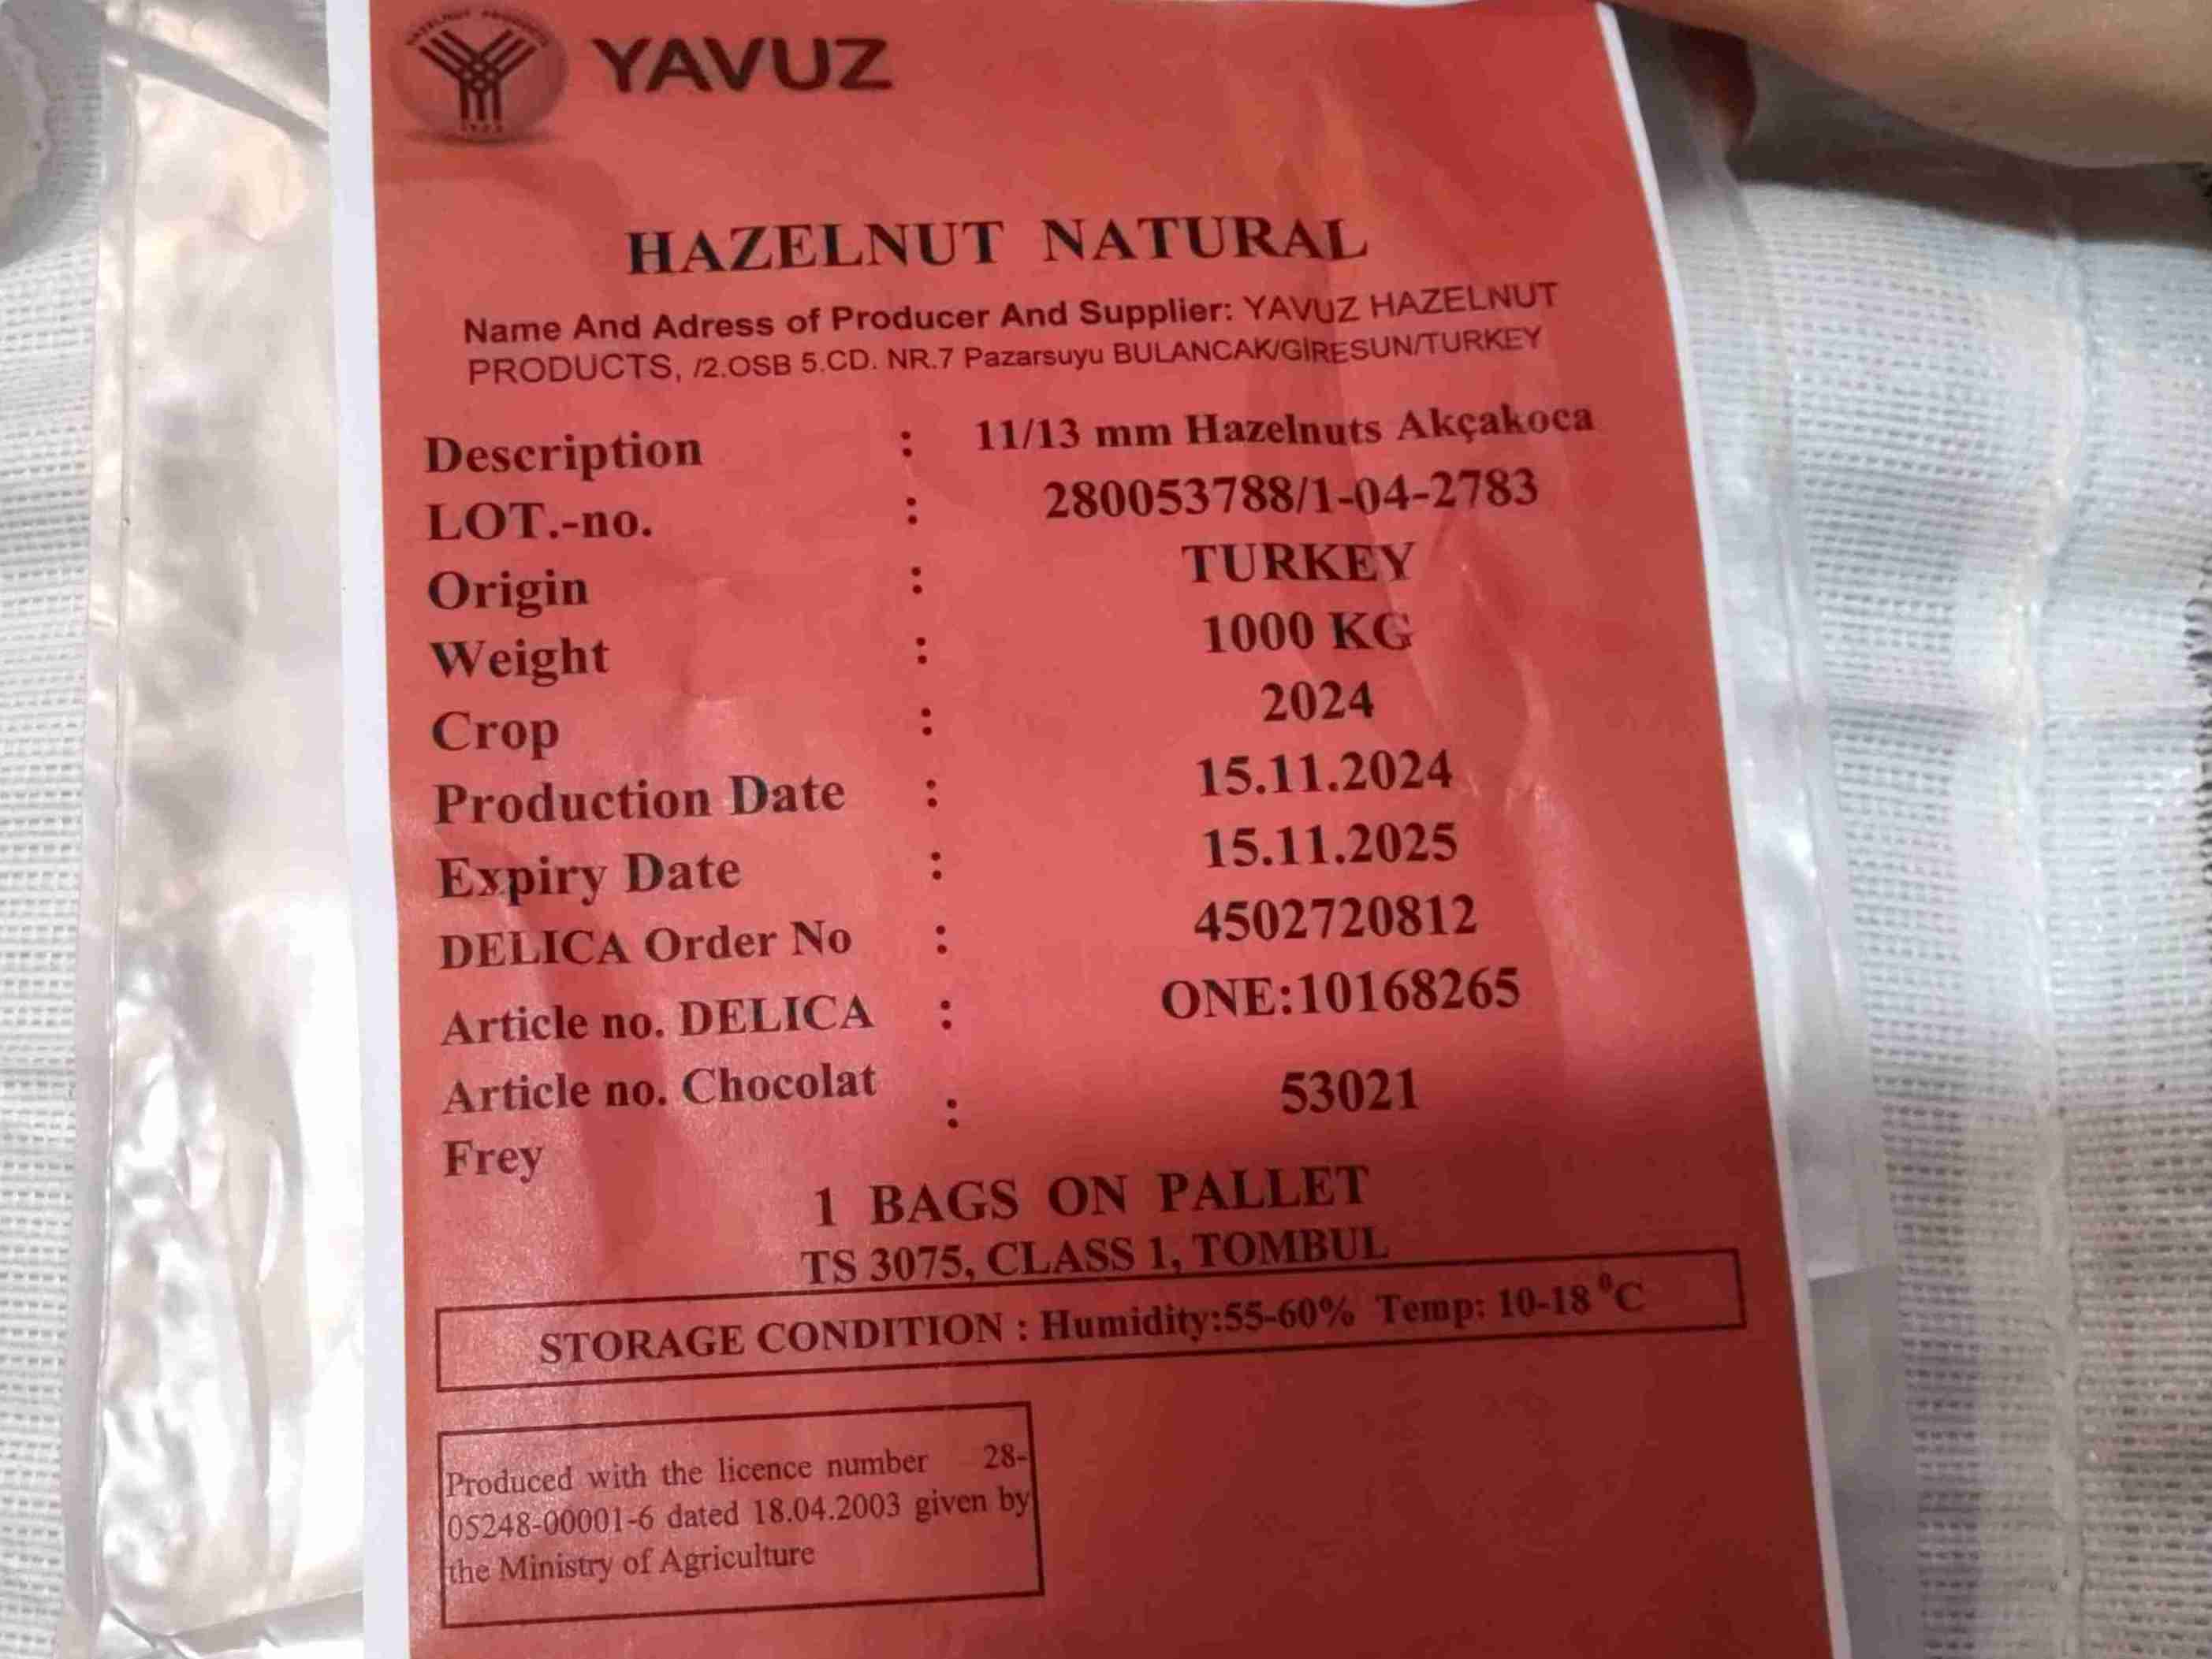 YAVUZ
HAZELNUT NATURAL
Name And Adress of Producer And Supplier: YAVUZ HAZELNUT
PRODUCTS, /2.OSB 5.CD. NR.7 Pazarsuyu BULANCAK/GİRESUN/TURKEY
Description : 11/13 mm Hazelnuts Akçakoca
LOT.-no. : 280053788/1-04-2783
Origin : TURKEY
Weight : 1000 KG
Crop : 2024
Production Date : 15.11.2024
Expiry Date : 15.11.2025
DELICA Order No : 4502720812
Article no. DELICA : ONE:10168265
Article no. Chocolat : 53021
Frey
1 BAGS ON PALLET
TS 3075, CLASS 1, TOMBUL
STORAGE CONDITION : Humidity:55-60% Temp: 10-18 ⁰C
Produced with the licence number 28-
05248-00001-6 dated 18.04.2003 given by
the Ministry of Agriculture